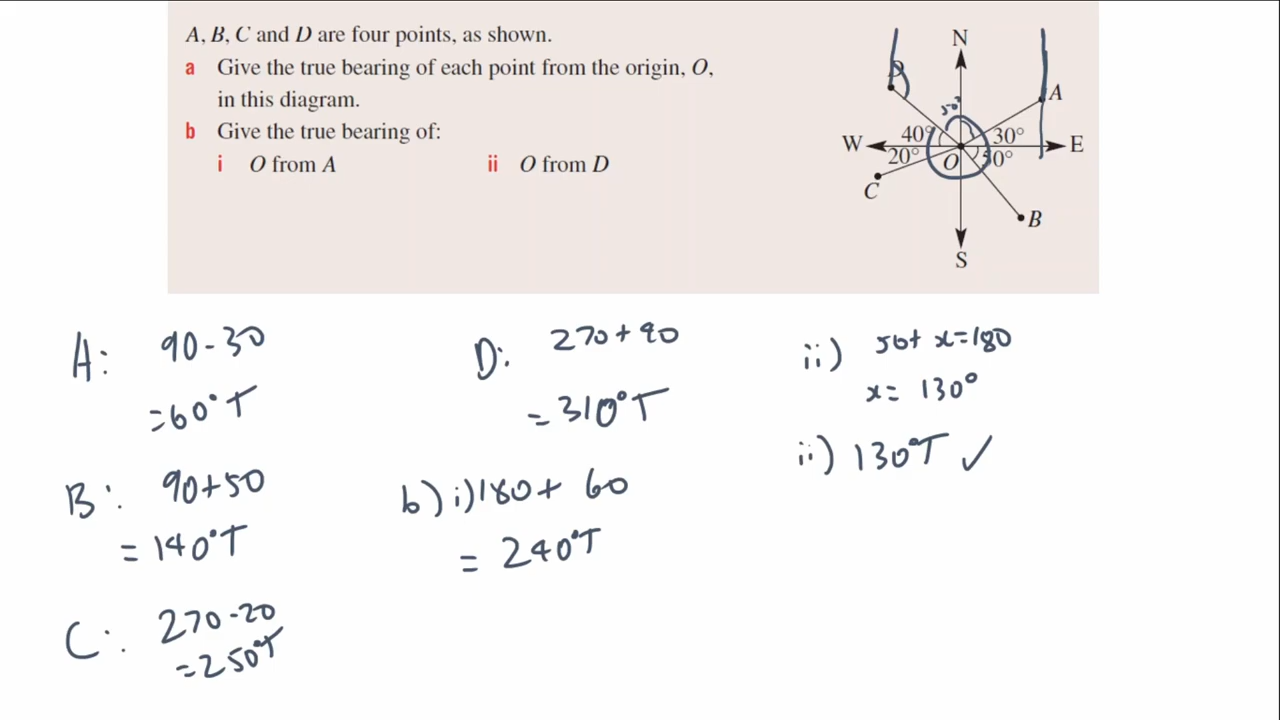 A, B, C and D are four points, as shown.
a Give the true bearing of each point from the origin, O,
in this diagram.
b Give the true bearing of:
i O from A ii O from D
N
D
50°
A
W
40°
30°
E
20°
O
50°
C
B
S
A: 90-30
=60°T
B: 90+50
= 140°T
C: 270-20
=250°T
D: 270+40
= 310°T
b) i) 180+ 60
= 240°T
ii) 50+ x=180
x= 130°
ii) 130°T ✓